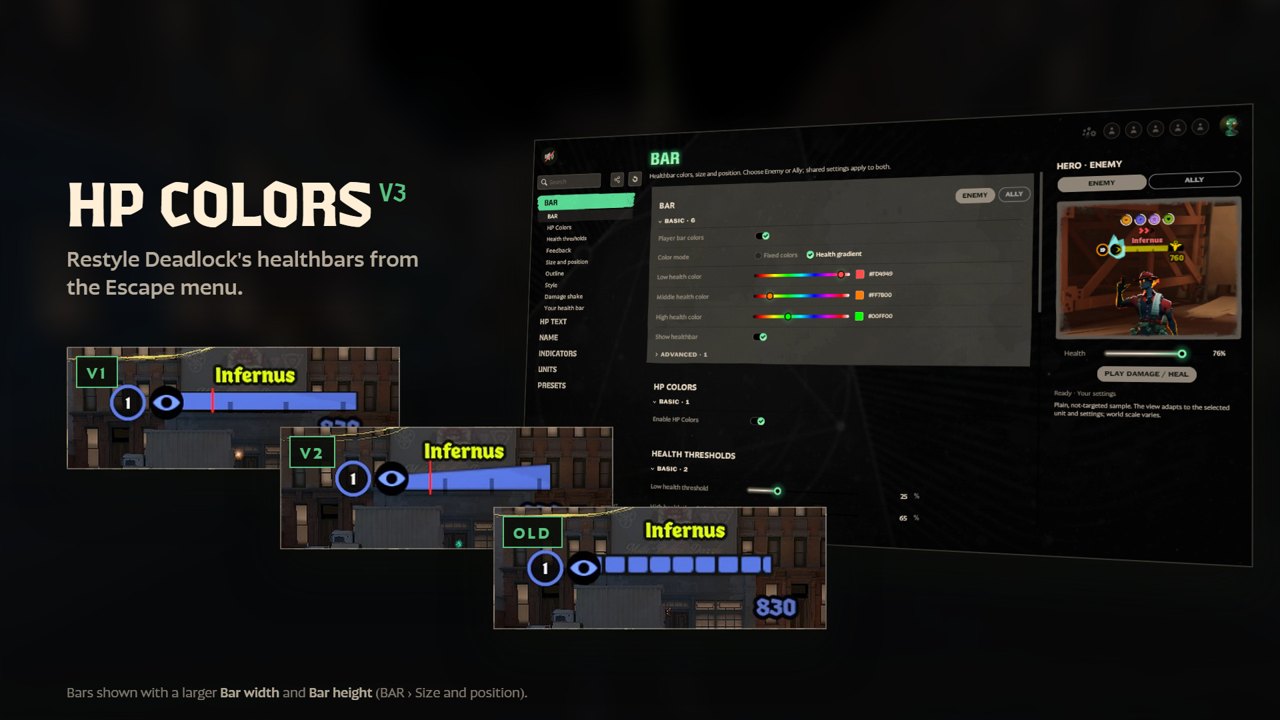 HP COLORS V3
Restyle Deadlock's healthbars from
the Escape menu.
V1
Infernus
1
V2
Infernus
1
OLD
Infernus
1
830
Bars shown with a larger Bar width and Bar height (BAR › Size and position).
Search
BAR
BAR
HP Colors
Health thresholds
Feedback
Size and position
Outline
Style
Damage shake
Your health bar
HP TEXT
NAME
INDICATORS
UNITS
PRESETS
BAR
Healthbar colors, size and position. Choose Enemy or Ally; shared settings apply to both.
BAR
ENEMY ALLY
BASIC · 6
Player bar colors
Color mode Fixed colors Health gradient
Low health color #FD4949
Middle health color #FF7B00
High health color #00FF00
Show healthbar
ADVANCED · 1
HP COLORS
BASIC · 1
Enable HP Colors
HEALTH THRESHOLDS
BASIC · 2
Low health threshold 25 %
65 %
HERO · ENEMY
ENEMY ALLY
Infernus
760
Health 76%
PLAY DAMAGE / HEAL
Ready · Your settings
Plain, not-targeted sample. The view adapts to the selected
unit and settings; world scale varies.